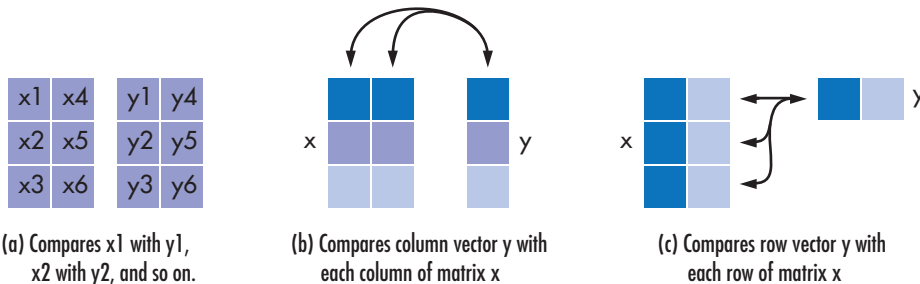 x1 x4 y1 y4
x2 x5 y2 y5
x3 x6 y3 y6
x y
x y
(a) Compares x1 with y1,
x2 with y2, and so on.
(b) Compares column vector y with
each column of matrix x
(c) Compares row vector y with
each row of matrix x